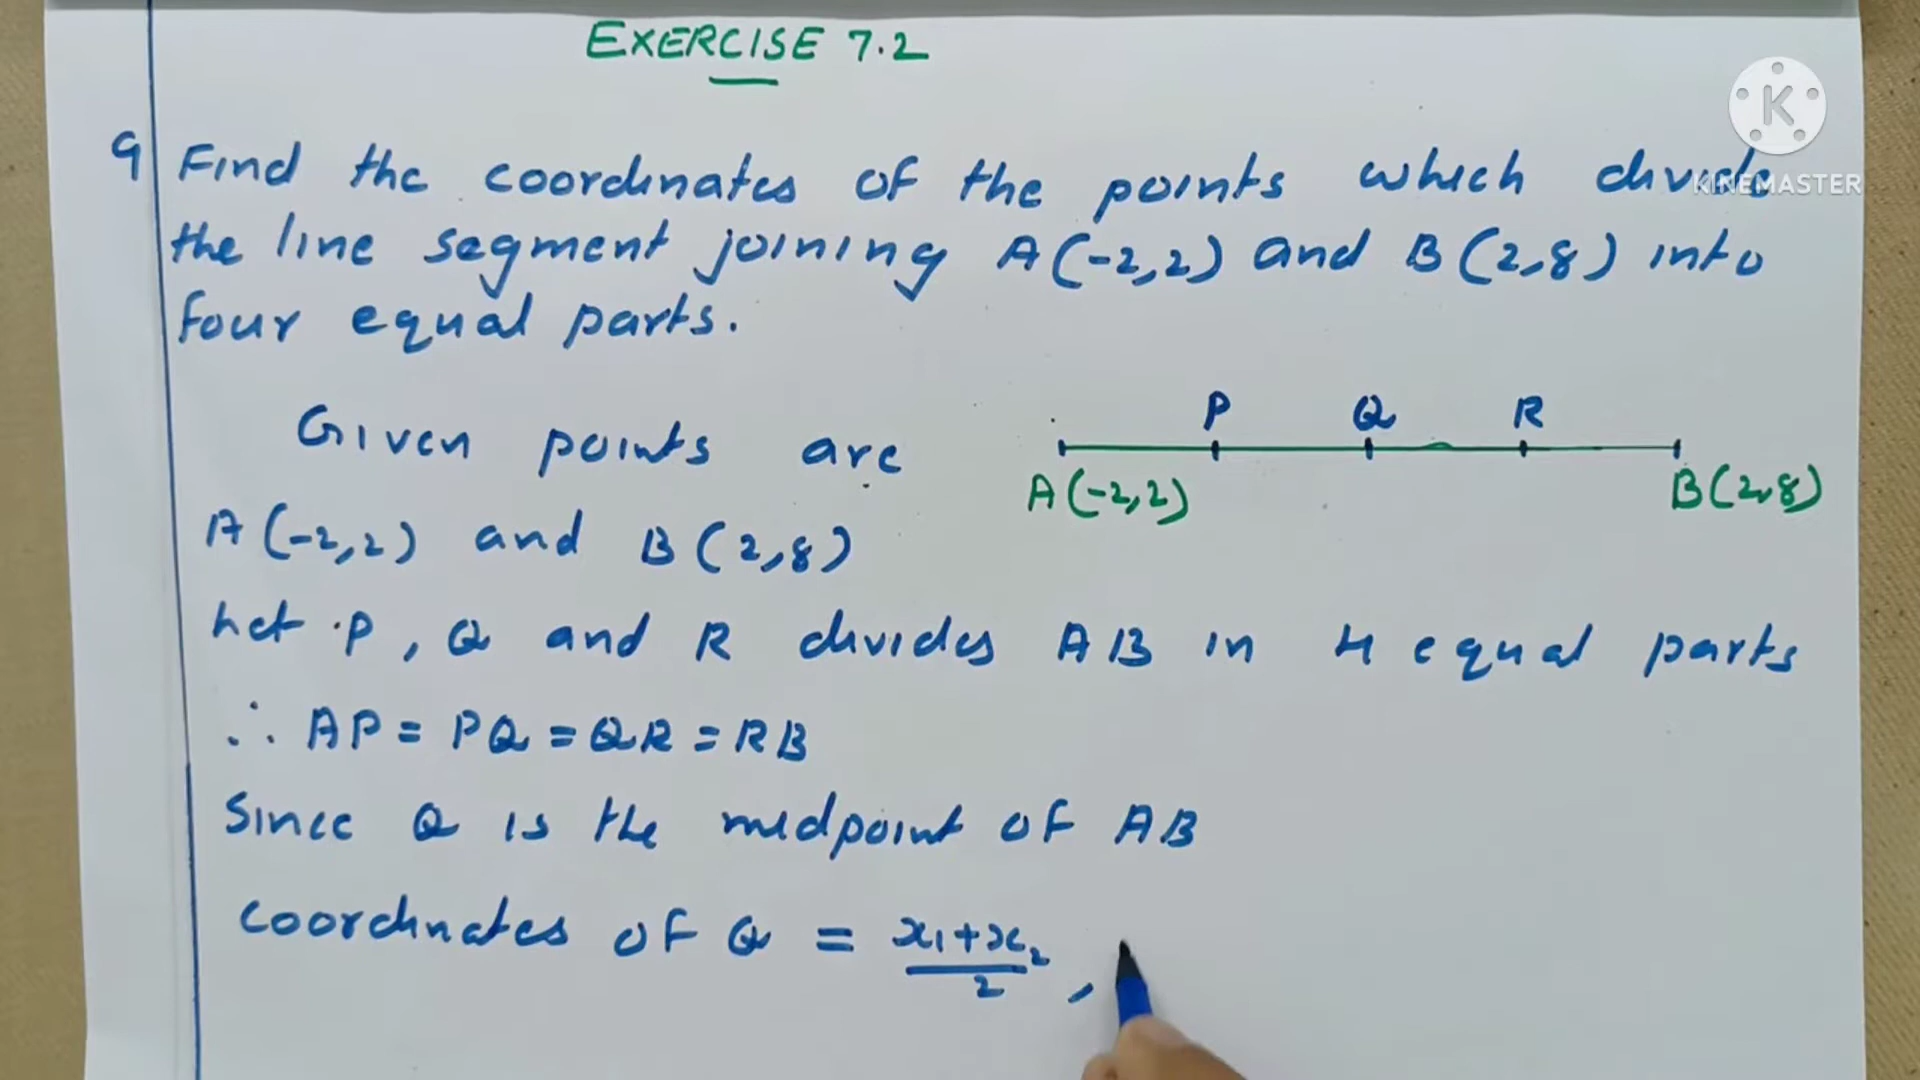 EXERCISE 7.2
K
KINEMASTER
9 Find the coordinates of the points which divide
the line segment joining A(-2,2) and B(2,8) into
four equal parts.
P Q R
A(-2,2) B(2,8)
Given points are
A(-2,2) and B(2,8)
Let P, Q and R divides AB in 4 equal parts
∴ AP = PQ = QR = RB
Since Q is the midpoint of AB
Coordinates of Q = x₁+x₂/2 ,